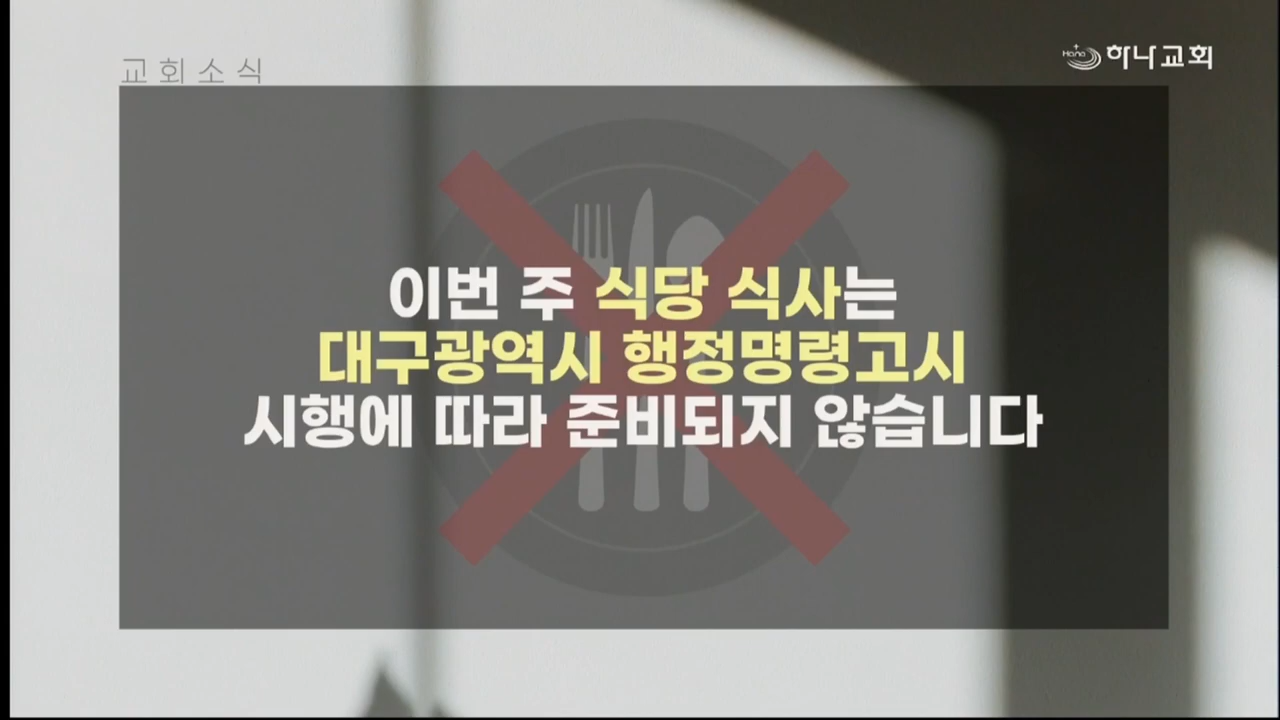 교회소식
Hana 하나교회
이번 주 식당 식사는
대구광역시 행정명령고시
시행에 따라 준비되지 않습니다